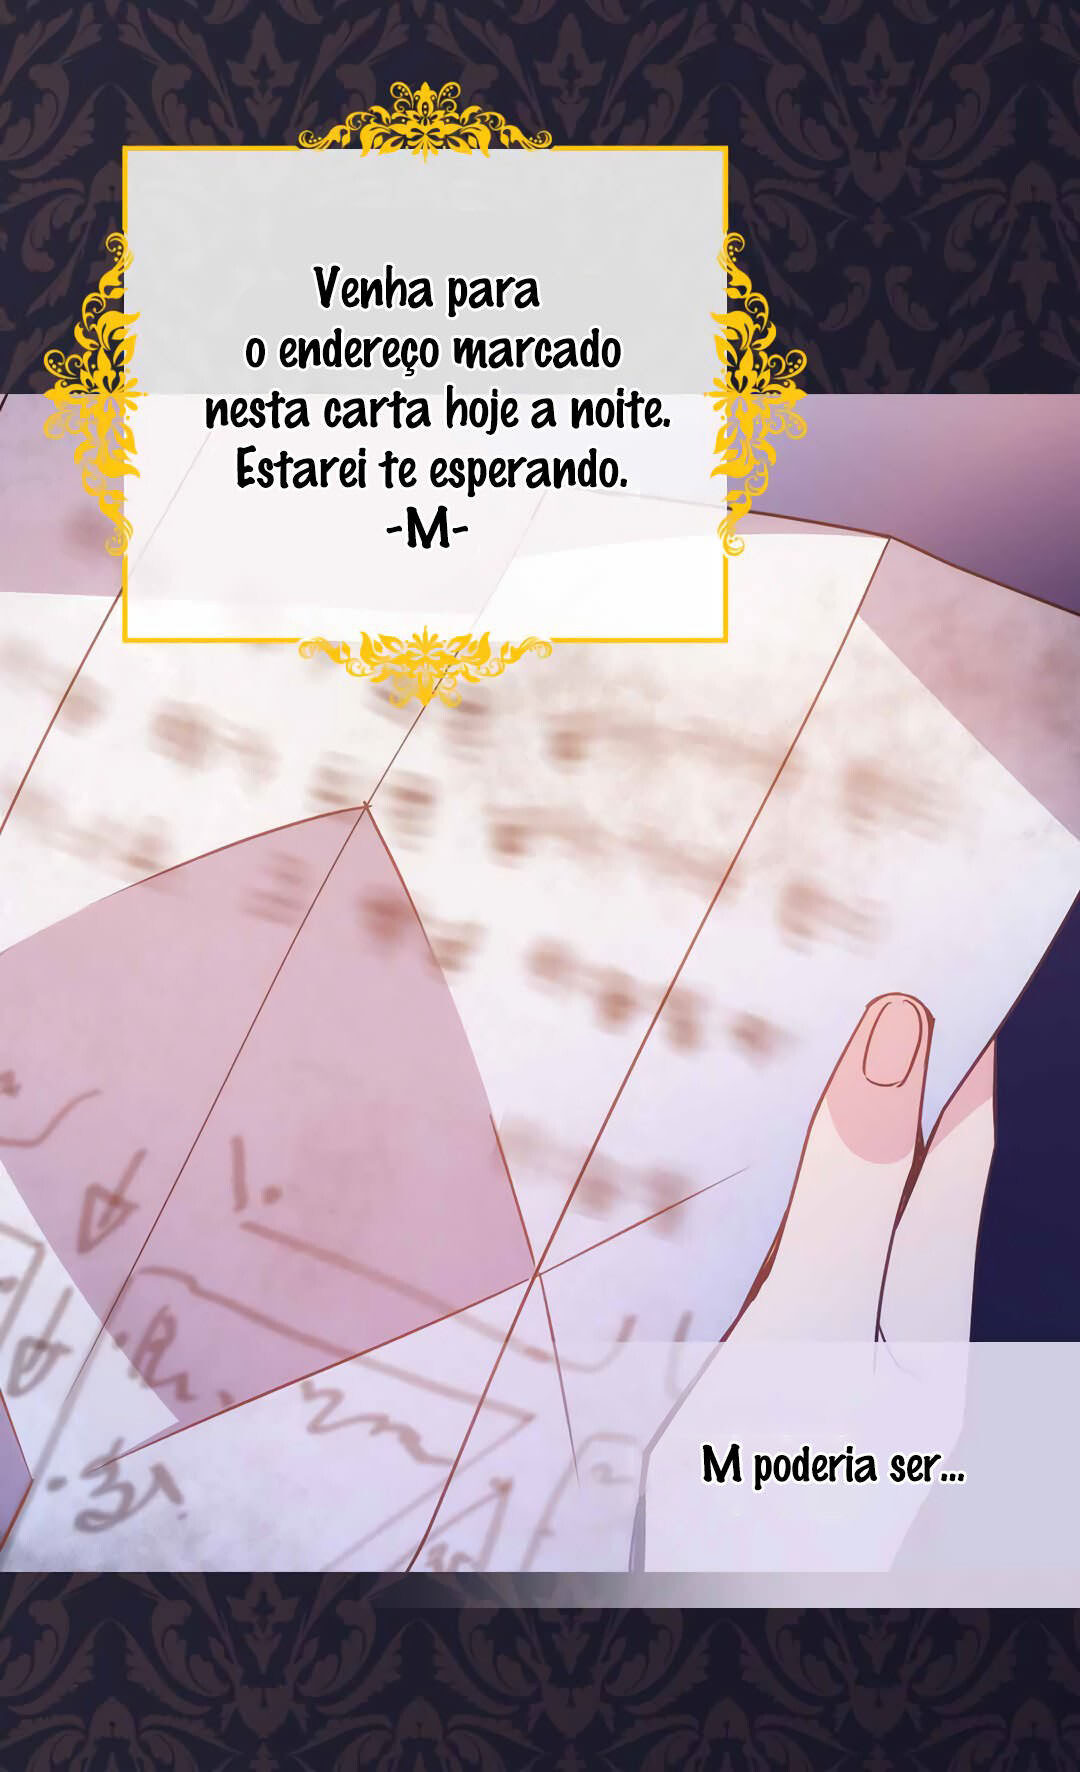 Venha para
o endereço marcado
nesta carta hoje a noite.
Estarei te esperando.
-M-
M poderia ser...